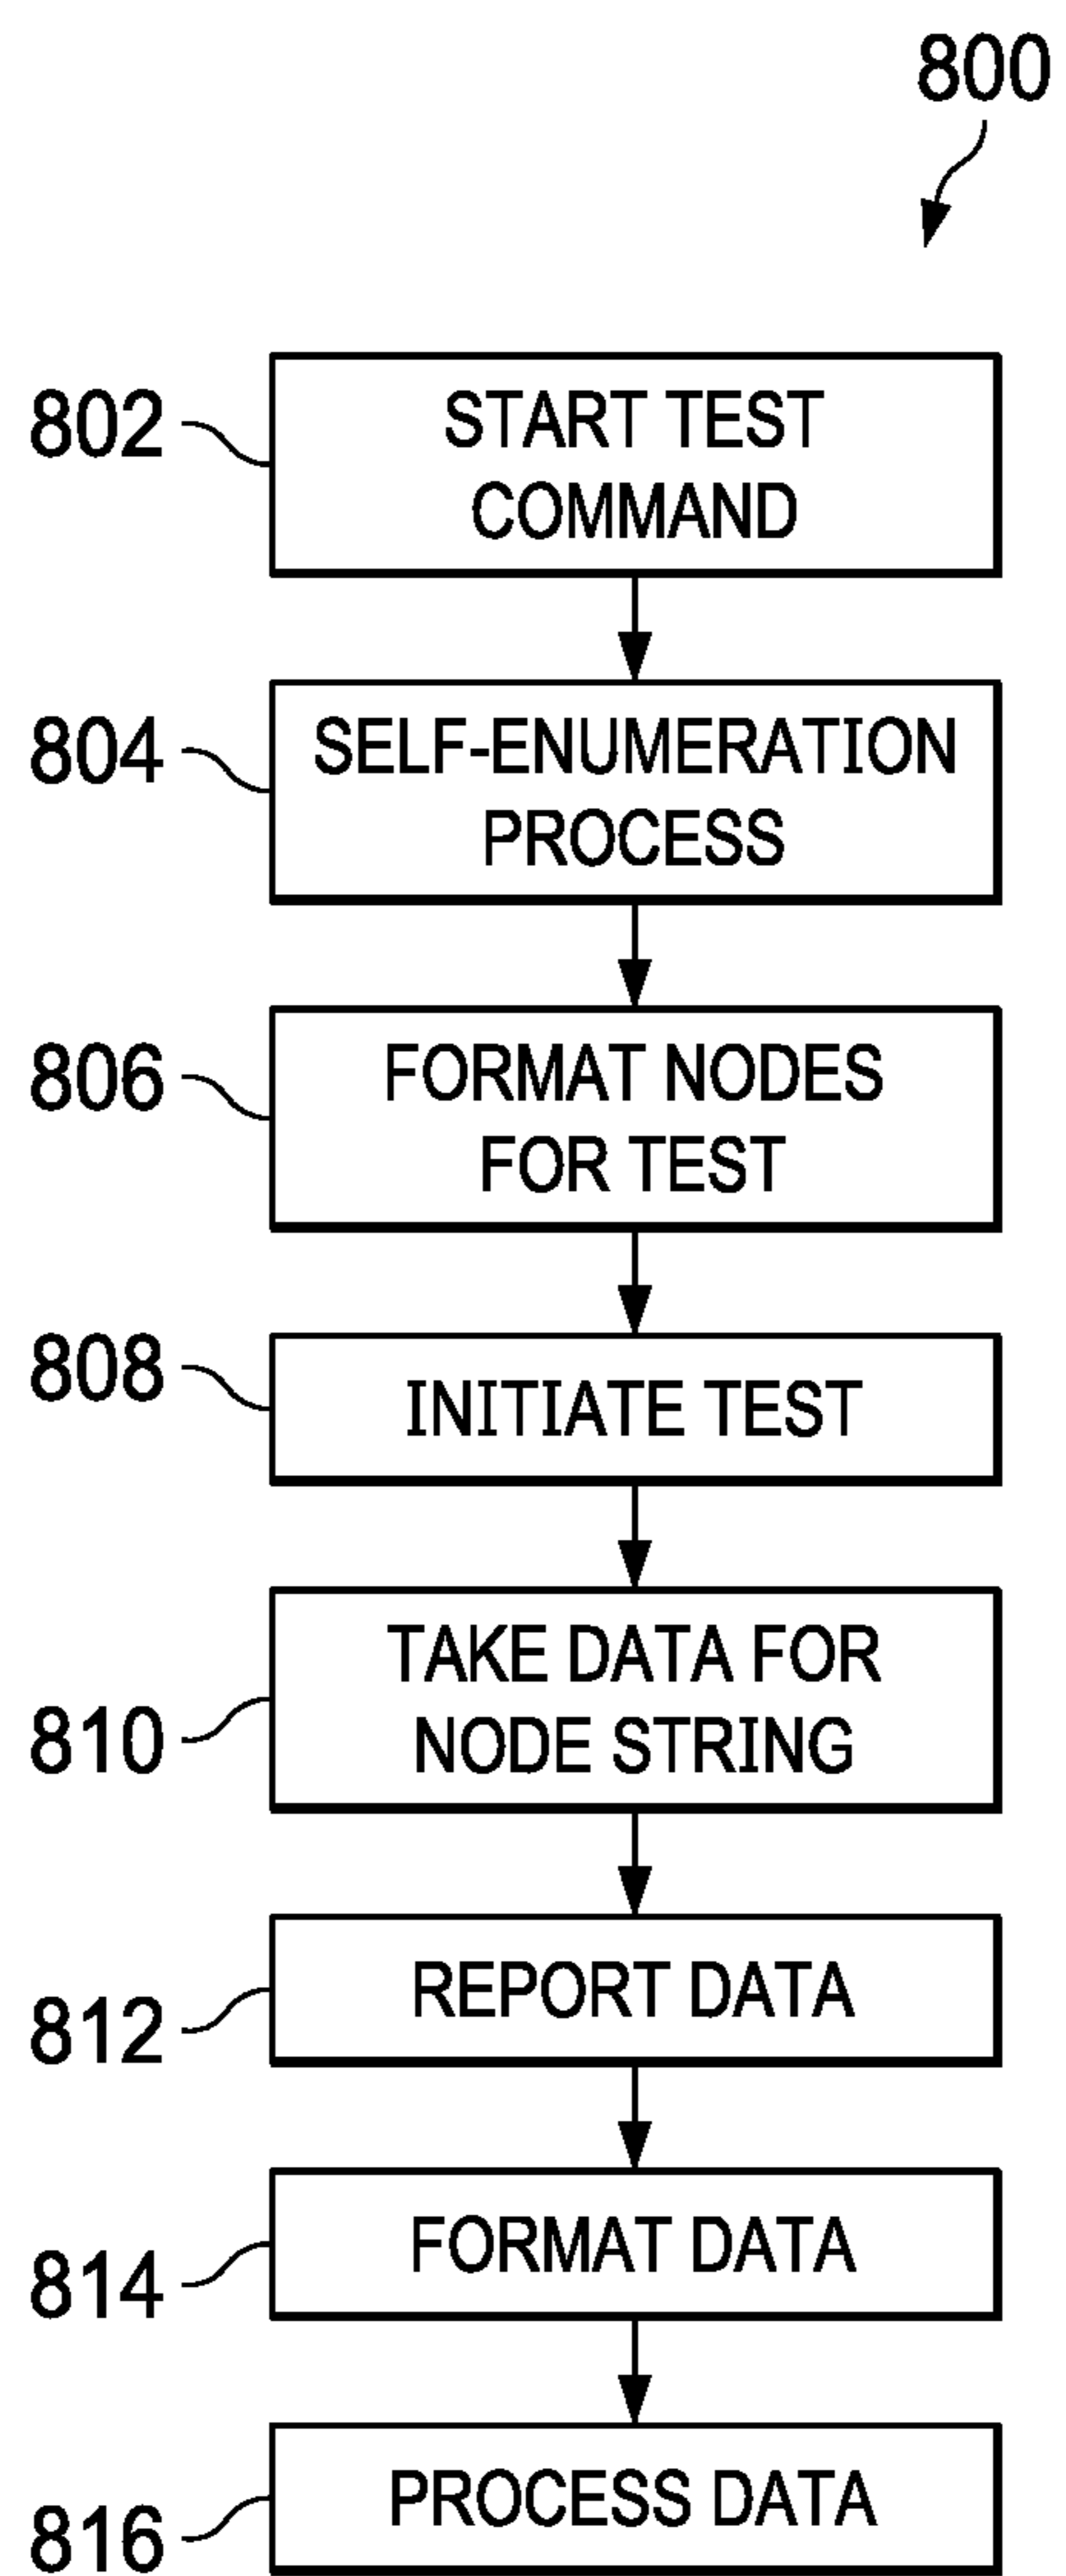 800
802
START TEST
COMMAND
804
SELF-ENUMERATION
PROCESS
806
FORMAT NODES
FOR TEST
808
INITIATE TEST
810
TAKE DATA FOR
NODE STRING
812
REPORT DATA
814
FORMAT DATA
816
PROCESS DATA